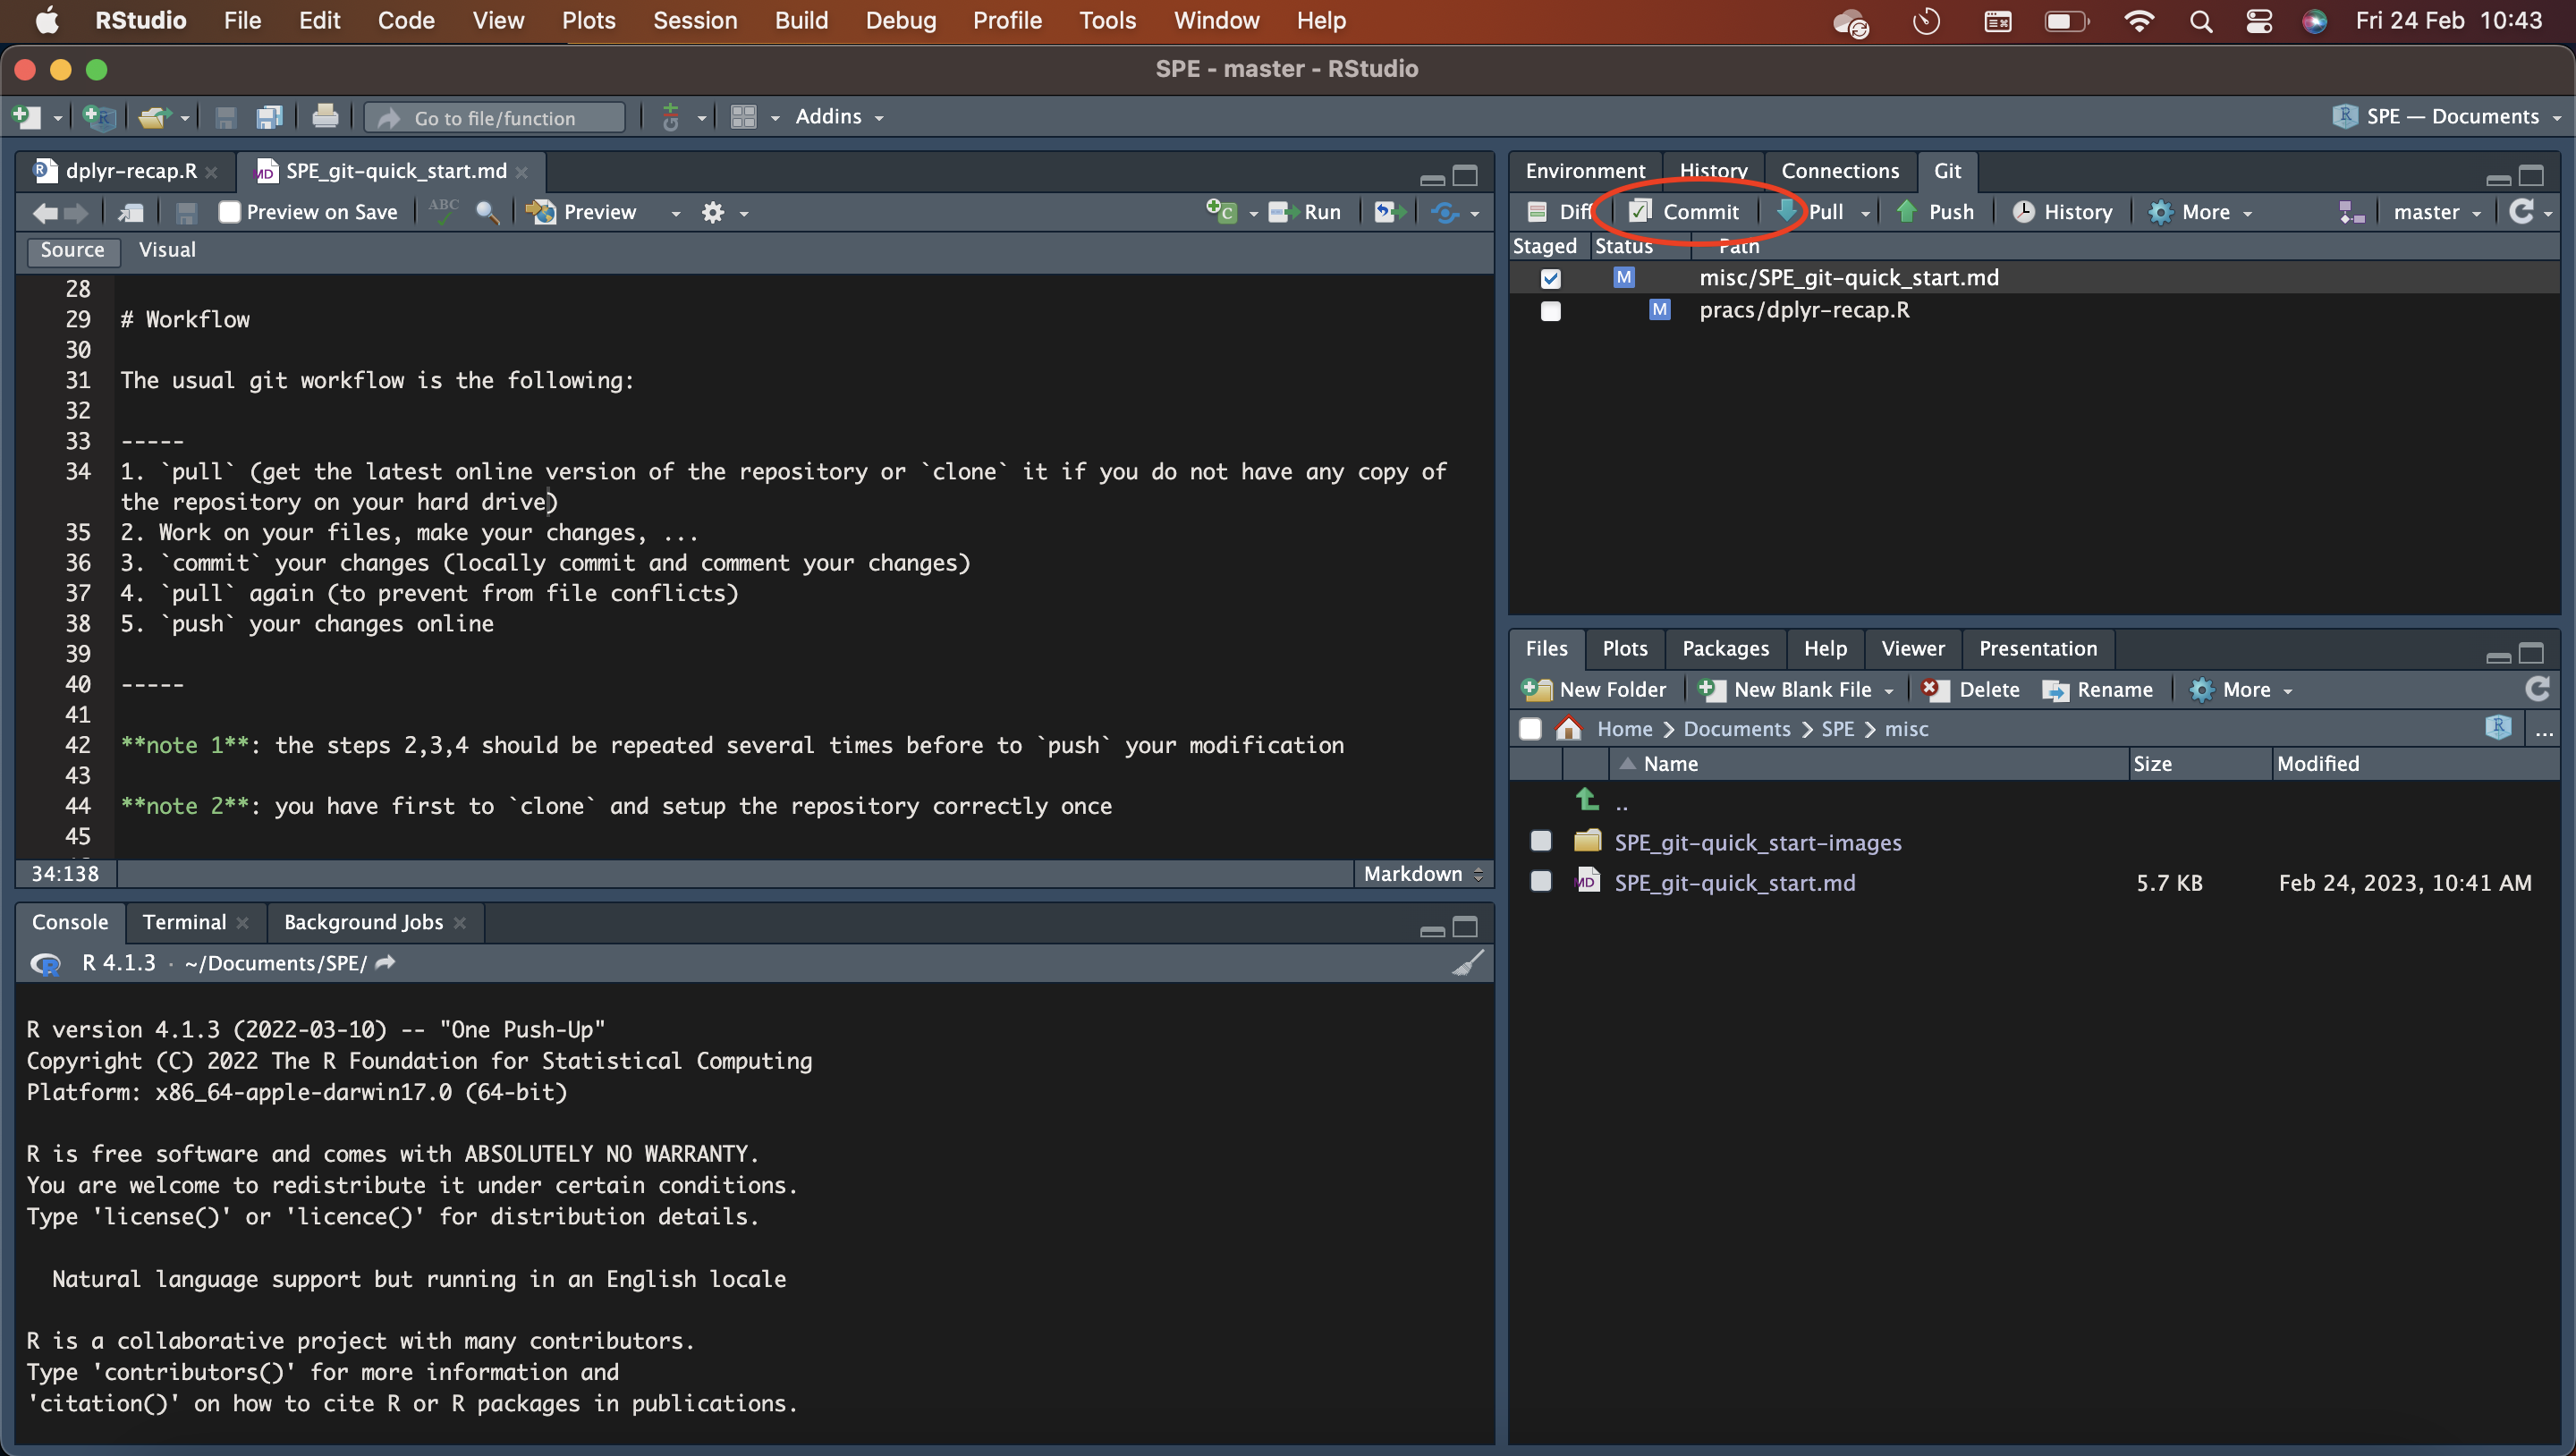 RStudio File Edit Code View Plots Session Build Debug Profile Tools Window Help Fri 24 Feb 10:43
SPE - master - RStudio
Go to file/function Addins SPE — Documents
dplyr-recap.R SPE_git-quick_start.md
Preview on Save ABC Preview Run
Source Visual
28
29 # Workflow
30
31 The usual git workflow is the following:
32
33 -----
34 1. `pull` (get the latest online version of the repository or `clone` it if you do not have any copy of
the repository on your hard drive)
35 2. Work on your files, make your changes, ...
36 3. `commit` your changes (locally commit and comment your changes)
37 4. `pull` again (to prevent from file conflicts)
38 5. `push` your changes online
39
40 -----
41
42 **note 1**: the steps 2,3,4 should be repeated several times before to `push` your modification
43
44 **note 2**: you have first to `clone` and setup the repository correctly once
45
34:138 Markdown
Console Terminal Background Jobs
R 4.1.3 · ~/Documents/SPE/
R version 4.1.3 (2022-03-10) -- "One Push-Up"
Copyright (C) 2022 The R Foundation for Statistical Computing
Platform: x86_64-apple-darwin17.0 (64-bit)
R is free software and comes with ABSOLUTELY NO WARRANTY.
You are welcome to redistribute it under certain conditions.
Type 'license()' or 'licence()' for distribution details.
Natural language support but running in an English locale
R is a collaborative project with many contributors.
Type 'contributors()' for more information and
'citation()' on how to cite R or R packages in publications.
Environment History Connections Git
Diff Commit Pull Push History More master
Staged Status Path
M misc/SPE_git-quick_start.md
M pracs/dplyr-recap.R
Files Plots Packages Help Viewer Presentation
New Folder New Blank File Delete Rename More
Home Documents SPE misc ...
Name Size Modified
..
SPE_git-quick_start-images
MD SPE_git-quick_start.md 5.7 KB Feb 24, 2023, 10:41 AM